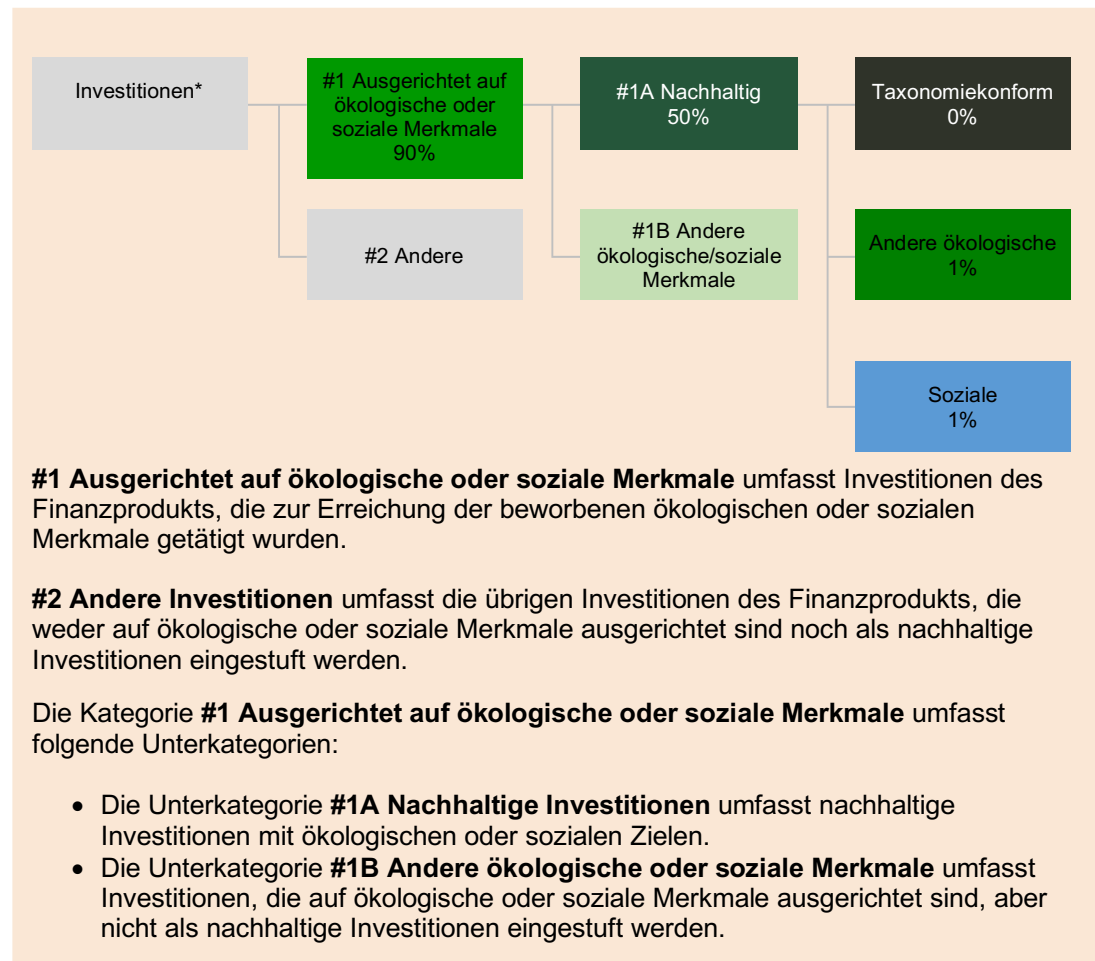 Investitionen*
#1 Ausgerichtet auf
ökologische oder
soziale Merkmale
90%
#1A Nachhaltig
50%
Taxonomiekonform
0%
#2 Andere
#1B Andere
ökologische/soziale
Merkmale
Andere ökologische
1%
Soziale
1%
#1 Ausgerichtet auf ökologische oder soziale Merkmale umfasst Investitionen des
Finanzprodukts, die zur Erreichung der beworbenen ökologischen oder sozialen
Merkmale getätigt wurden.
#2 Andere Investitionen umfasst die übrigen Investitionen des Finanzprodukts, die
weder auf ökologische oder soziale Merkmale ausgerichtet sind noch als nachhaltige
Investitionen eingestuft werden.
Die Kategorie #1 Ausgerichtet auf ökologische oder soziale Merkmale umfasst
folgende Unterkategorien:
• Die Unterkategorie #1A Nachhaltige Investitionen umfasst nachhaltige
Investitionen mit ökologischen oder sozialen Zielen.
• Die Unterkategorie #1B Andere ökologische oder soziale Merkmale umfasst
Investitionen, die auf ökologische oder soziale Merkmale ausgerichtet sind, aber
nicht als nachhaltige Investitionen eingestuft werden.